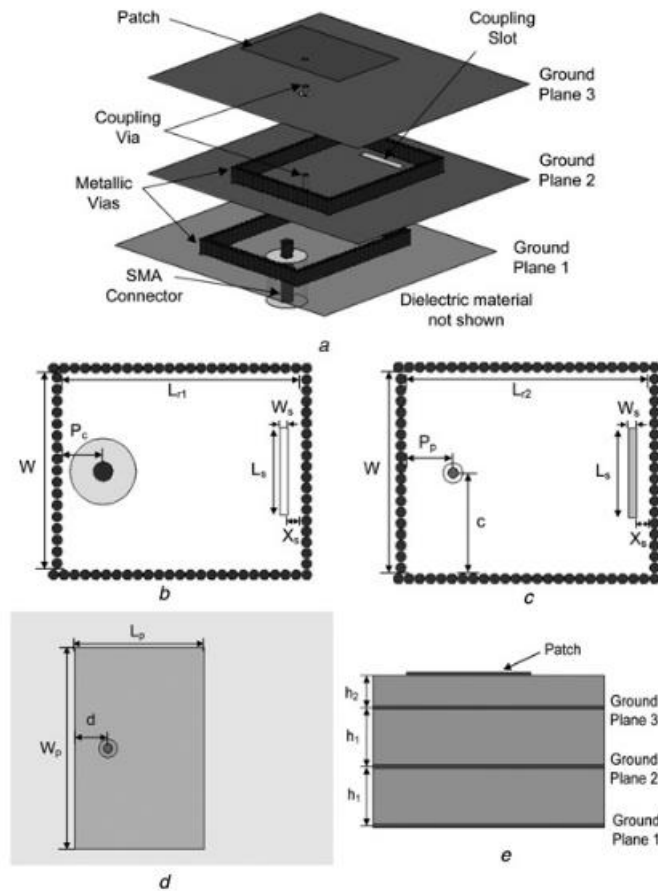 Patch
Coupling
Slot
Ground
Plane 3
Coupling
Via
Ground
Plane 2
Metallic
Vias
Ground
Plane 1
SMA
Connector
Dielectric material
not shown
a
Lr1
Ws
Pc
W
Ls
Xs
b
Lr2
Ws
Pp
W
Ls
c
Xs
c
Lp
d
Wp
d
Patch
h2
Ground
Plane 3
h1
Ground
Plane 2
h1
Ground
Plane 1
e